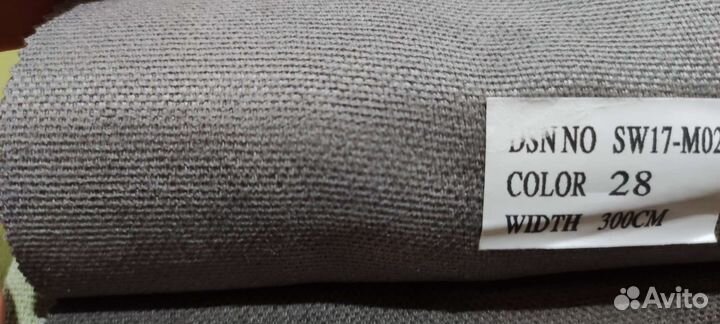 DSN NO SW17-M02
COLOR 28
WIDTH 300CM
Avito